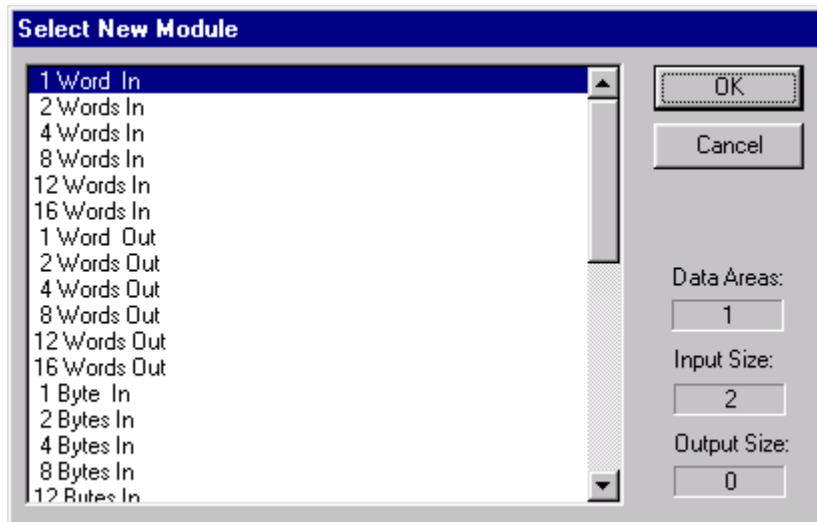 Select New Module
1 Word In
2 Words In
4 Words In
8 Words In
12 Words In
16 Words In
1 Word Out
2 Words Out
4 Words Out
8 Words Out
12 Words Out
16 Words Out
1 Byte In
2 Bytes In
4 Bytes In
8 Bytes In
12 Bytes In
OK
Cancel
Data Areas:
1
Input Size:
2
Output Size:
0